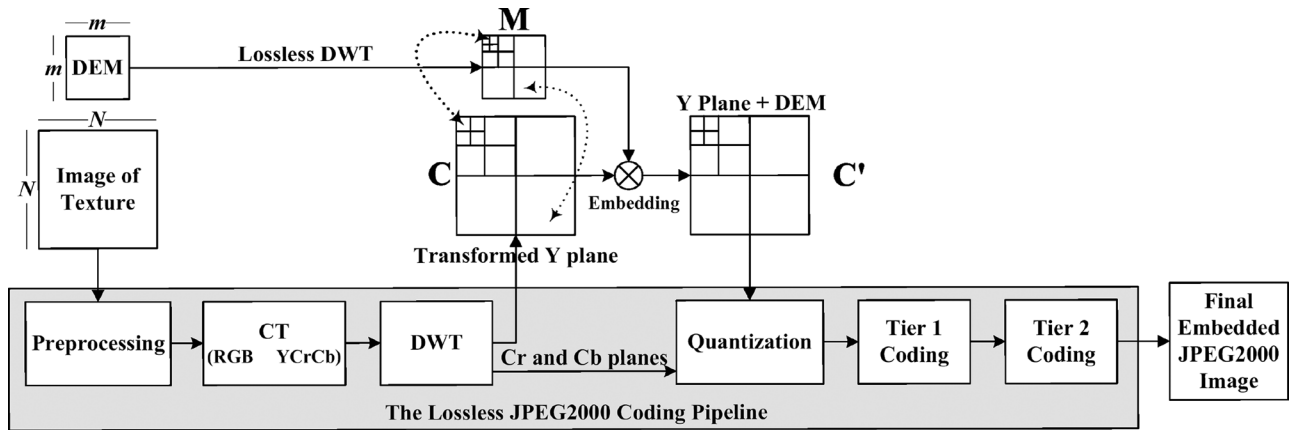 m
m
DEM
Lossless DWT
M
N
N
Image of
Texture
C
Transformed Y plane
Embedding
Y Plane + DEM
C'
Preprocessing
CT
(RGB YCrCb)
DWT
Cr and Cb planes
Quantization
Tier 1
Coding
Tier 2
Coding
Final
Embedded
JPEG2000
Image
The Lossless JPEG2000 Coding Pipeline